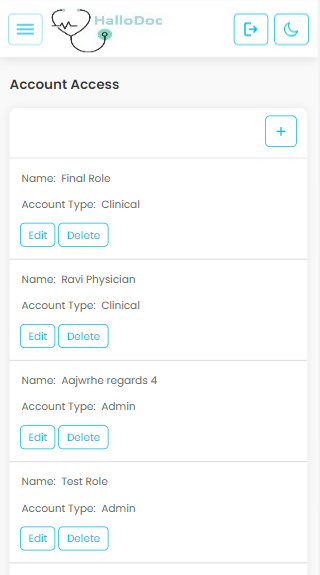 HalloDoc
Account Access
+
Name: Final Role
Account Type: Clinical
Edit Delete
Name: Ravi Physician
Account Type: Clinical
Edit Delete
Name: Aajwrhe regards 4
Account Type: Admin
Edit Delete
Name: Test Role
Account Type: Admin
Edit Delete